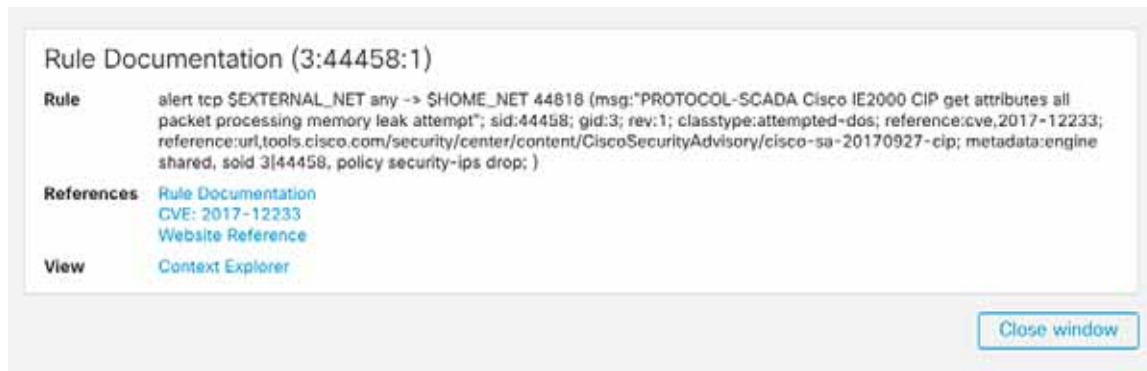 Rule Documentation (3:44458:1)
Rule alert tcp $EXTERNAL_NET any -> $HOME_NET 44818 (msg:"PROTOCOL-SCADA Cisco IE2000 CIP get attributes all
packet processing memory leak attempt"; sid:44458; gid:3; rev:1; classtype:attempted-dos; reference:cve,2017-12233;
reference:url,tools.cisco.com/security/center/content/CiscoSecurityAdvisory/cisco-sa-20170927-cip; metadata:engine
shared, soid 3|44458, policy security-ips drop; )
References Rule Documentation
CVE: 2017-12233
Website Reference
View Context Explorer
Close window